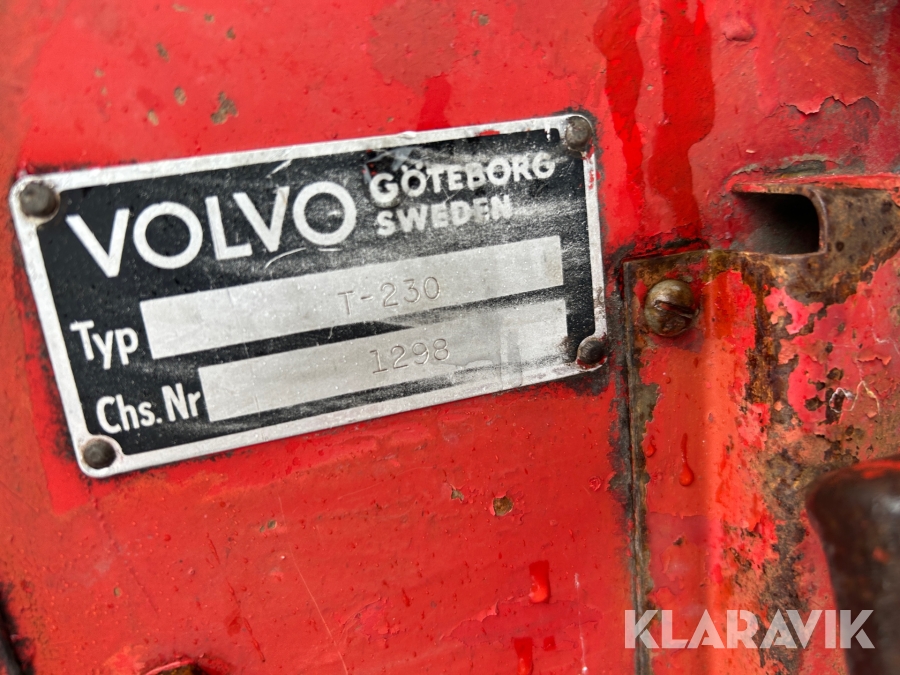 VOLVO GÖTEBORG
SWEDEN
Typ T-230
Chs.Nr 1298
KLARAVIK